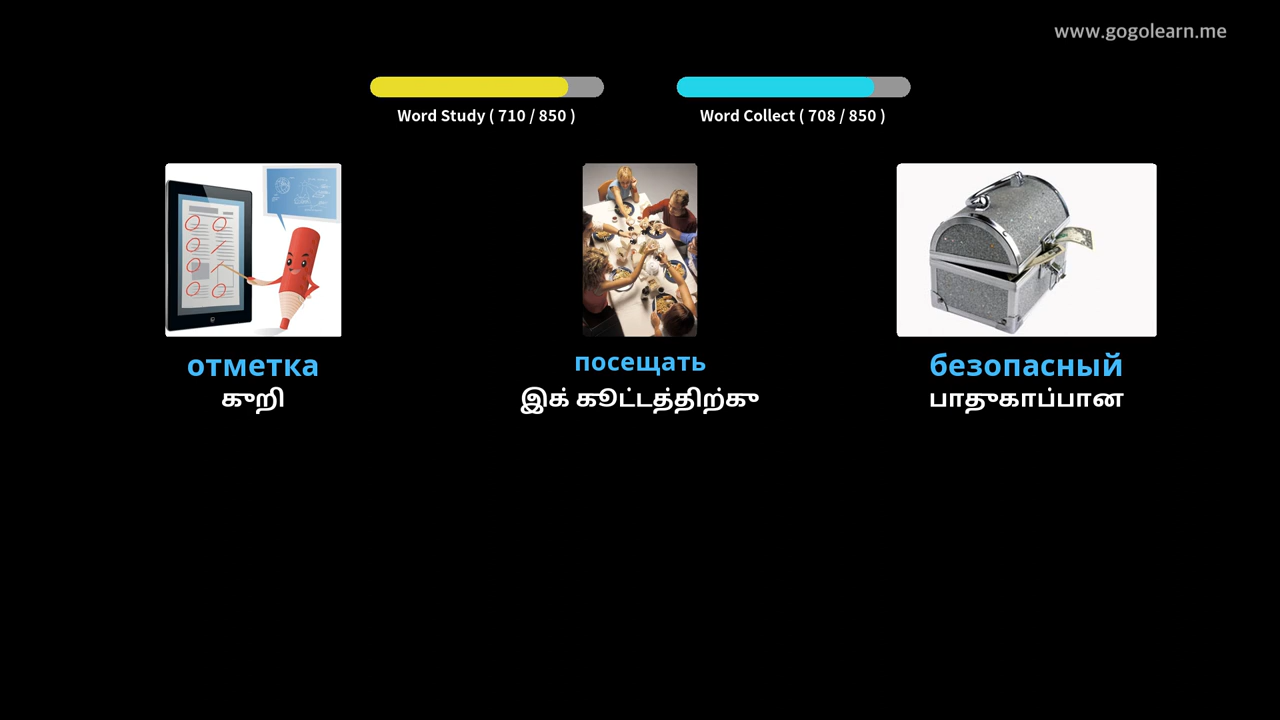 www.gogolearn.me
Word Study ( 710 / 850 )
Word Collect ( 708 / 850 )
отметка
குறி
посещать
இக் கூட்டத்திற்கு
безопасный
பாதுகாப்பான